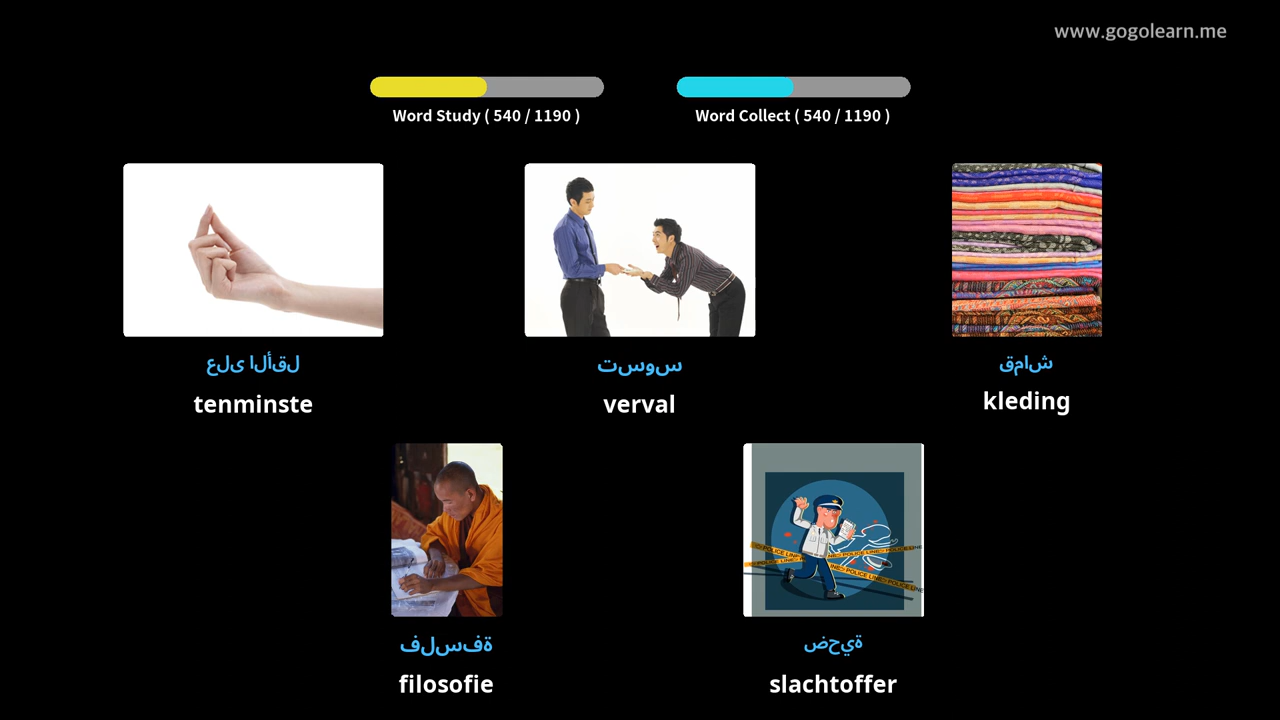 www.gogolearn.me
Word Study ( 540 / 1190 )
Word Collect ( 540 / 1190 )
على الأقل
تسوس
قماش
tenminste
verval
kleding
فلسفة
ضحية
filosofie
slachtoffer